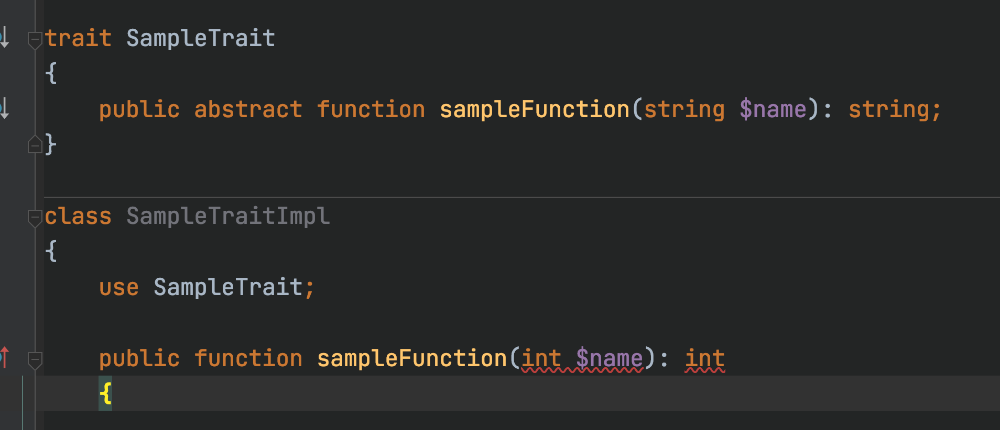 trait SampleTrait
{
    public abstract function sampleFunction(string $name): string;
}
class SampleTraitImpl
{
    use SampleTrait;
    public function sampleFunction(int $name): int
    {